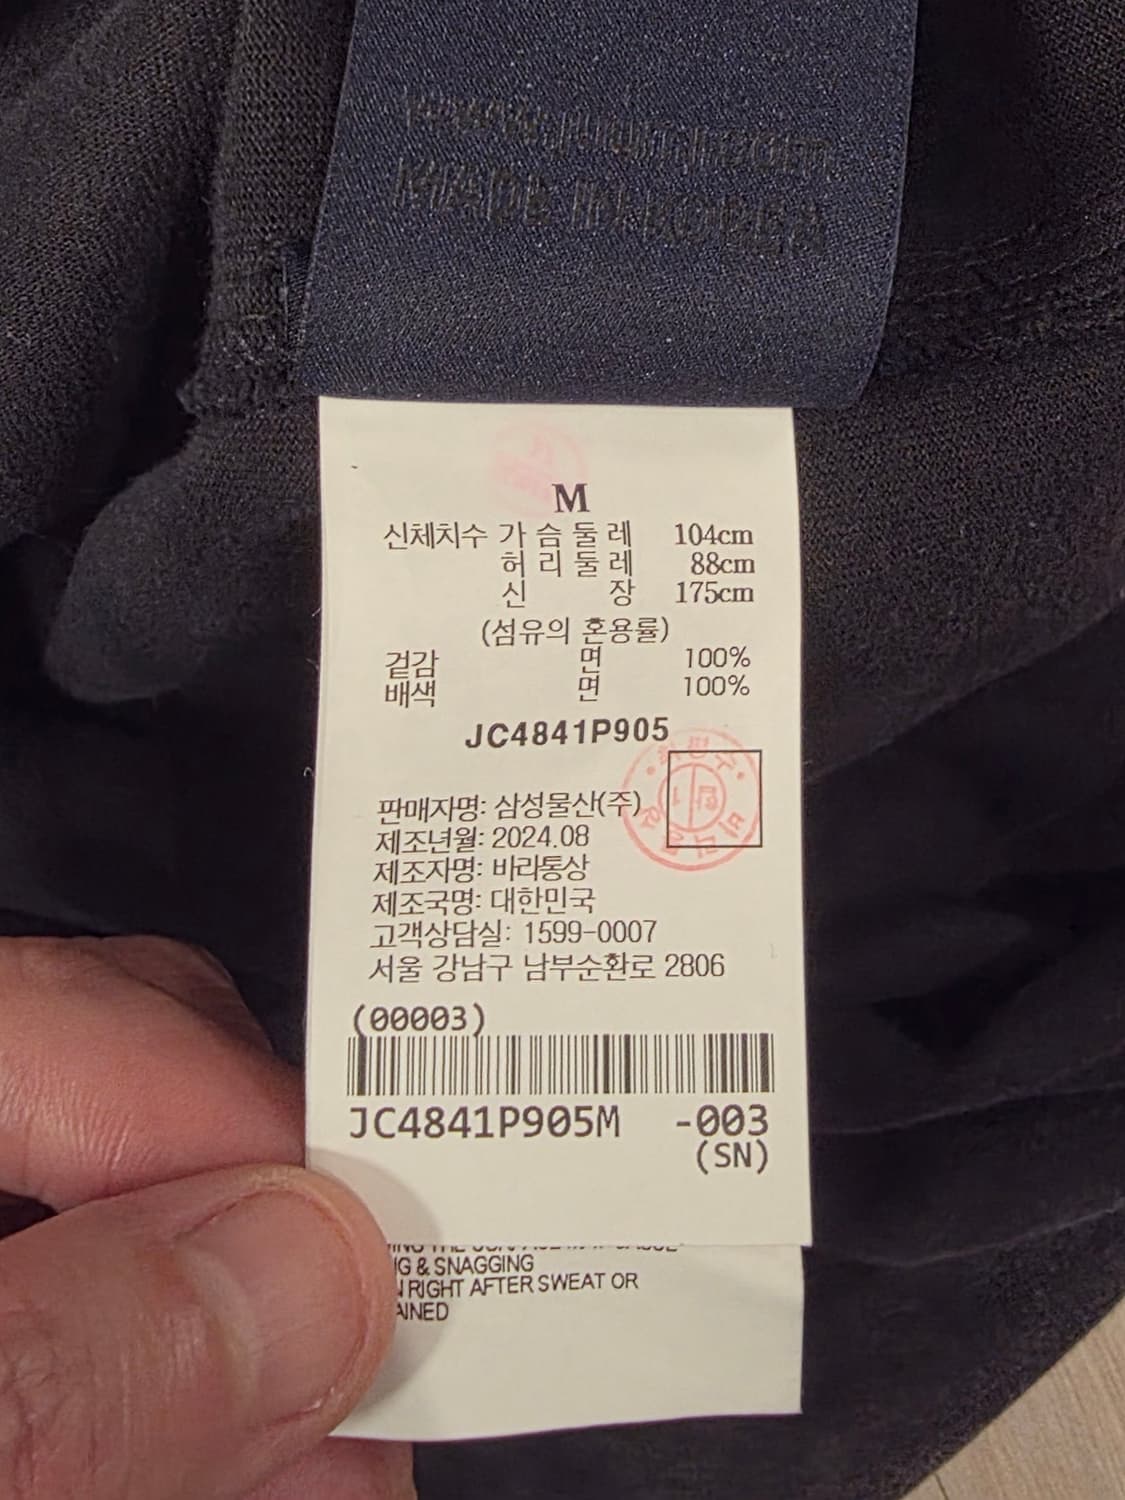 MADE IN KOREA
M
신체치수 가슴둘레 104cm
허리둘레 88cm
신장 175cm
(섬유의 혼용률)
겉감 면 100%
배색 면 100%
JC4841P905
판매자명: 삼성물산(주)
제조년월: 2024.08
제조자명: 바라통상
제조국명: 대한민국
고객상담실: 1599-0007
서울 강남구 남부순환로 2806
(00003)
JC4841P905M -003
(SN)
& SNAGGING
RIGHT AFTER SWEAT OR